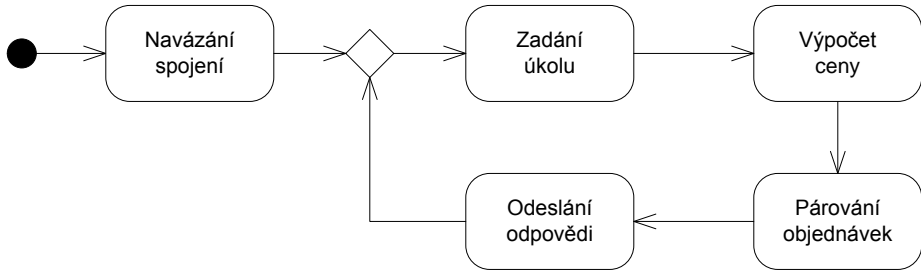 Navázání
spojení
Zadání
úkolu
Výpočet
ceny
Odeslání
odpovědi
Párování
objednávek